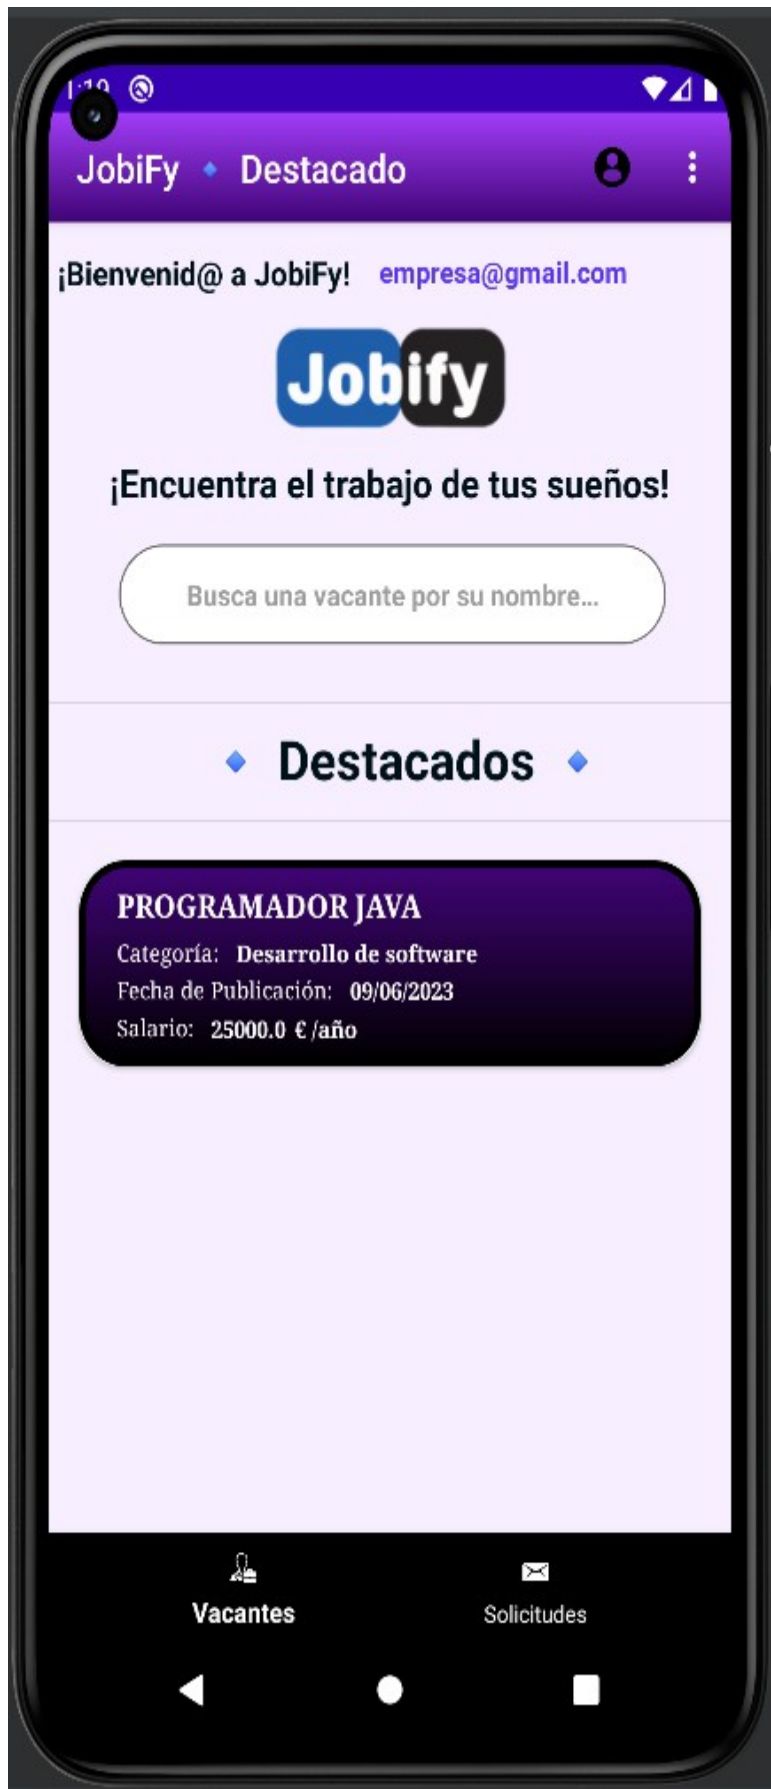 1:19
JobiFy 🔹 Destacado
¡Bienvenid@ a JobiFy! empresa@gmail.com
Jobify
¡Encuentra el trabajo de tus sueños!
Busca una vacante por su nombre...
🔹 Destacados 🔹
PROGRAMADOR JAVA
Categoría: Desarrollo de software
Fecha de Publicación: 09/06/2023
Salario: 25000.0 €/año
Vacantes Solicitudes